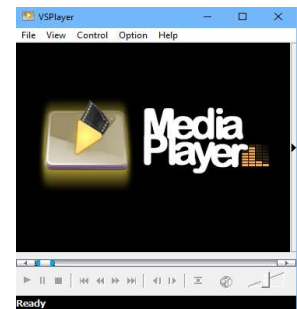 VSPlayer
File View Control Option Help
Media
Player
Ready